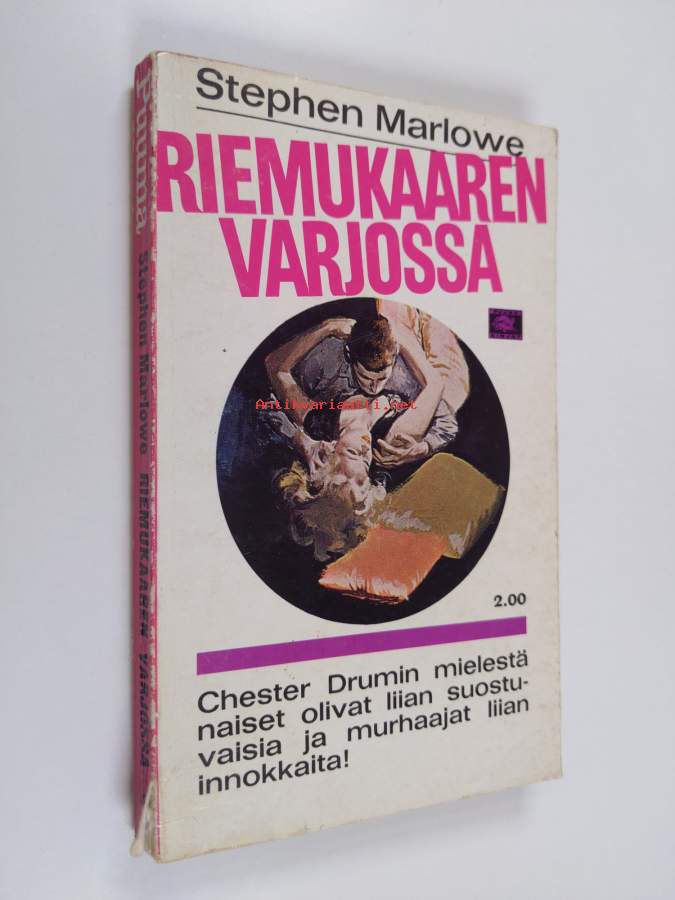 Stephen Marlowe
RIEMUKAAREN
VARJOSSA
Antikvariaatti.net
2.00
Chester Drumin mielestä
naiset olivat liian suostu-
vaisia ja murhaajat liian
innokkaita!
Puuma Stephen Marlowe RIEMUKAAREN VARJOSSA